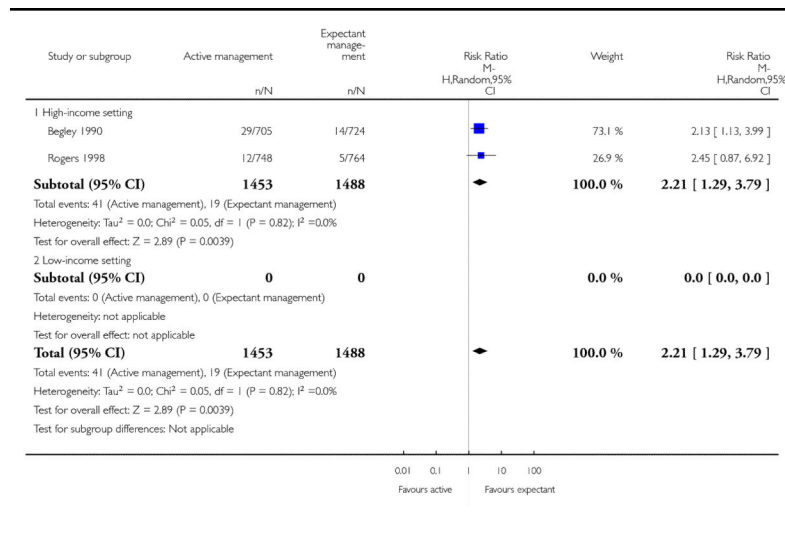 Study or subgroup Active management Expectant manage- ment Risk Ratio Weight Risk Ratio
M- H,Random,95% CI M- H,Random,95% CI
n/N n/N
1 High-income setting
Begley 1990 29/705 14/724 73.1 % 2.13 [ 1.13, 3.99 ]
Rogers 1998 12/748 5/764 26.9 % 2.45 [ 0.87, 6.92 ]
Subtotal (95% CI) 1453 1488 100.0 % 2.21 [ 1.29, 3.79 ]
Total events: 41 (Active management), 19 (Expectant management)
Heterogeneity: Tau² = 0.0; Chi² = 0.05, df = 1 (P = 0.82); I² =0.0%
Test for overall effect: Z = 2.89 (P = 0.0039)
2 Low-income setting
Subtotal (95% CI) 0 0 0.0 % 0.0 [ 0.0, 0.0 ]
Total events: 0 (Active management), 0 (Expectant management)
Heterogeneity: not applicable
Test for overall effect: not applicable
Total (95% CI) 1453 1488 100.0 % 2.21 [ 1.29, 3.79 ]
Total events: 41 (Active management), 19 (Expectant management)
Heterogeneity: Tau² = 0.0; Chi² = 0.05, df = 1 (P = 0.82); I² =0.0%
Test for overall effect: Z = 2.89 (P = 0.0039)
Test for subgroup differences: Not applicable
0.01 0.1 1 10 100
Favours active Favours expectant